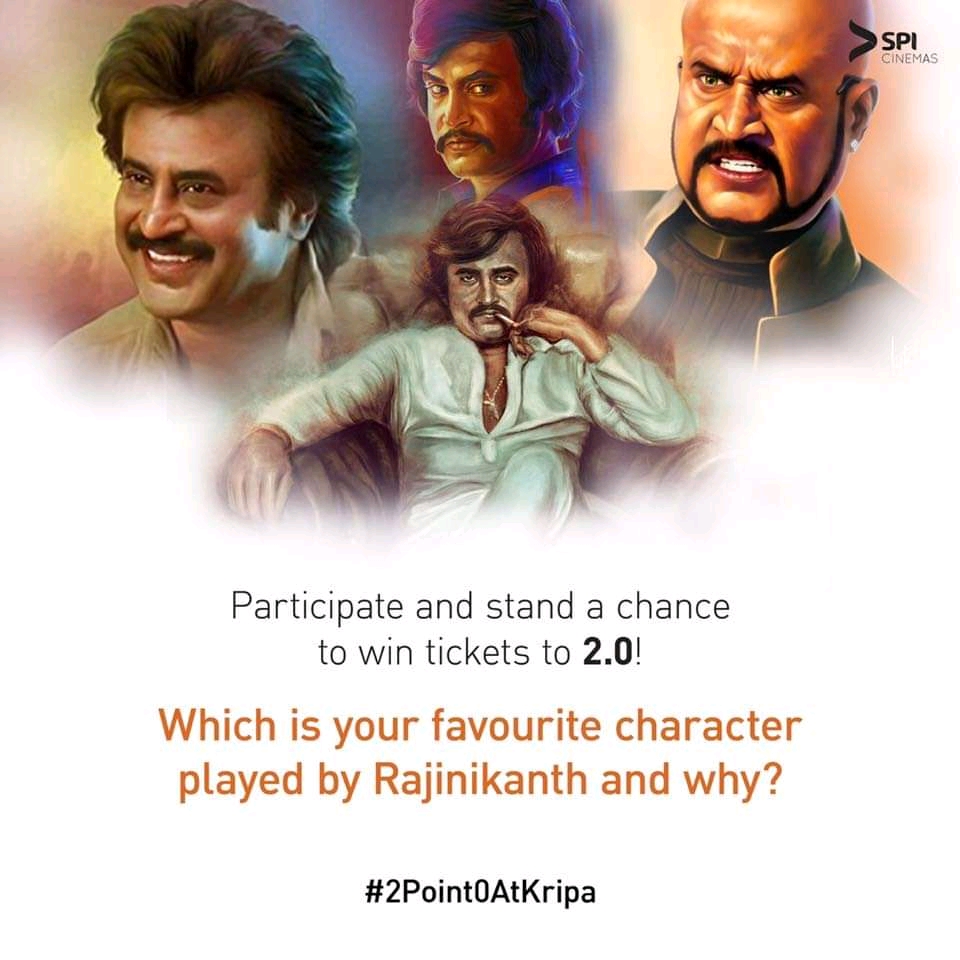 SPI
CINEMAS
Participate and stand a chance
to win tickets to 2.0!
Which is your favourite character
played by Rajinikanth and why?
#2Point0AtKripa